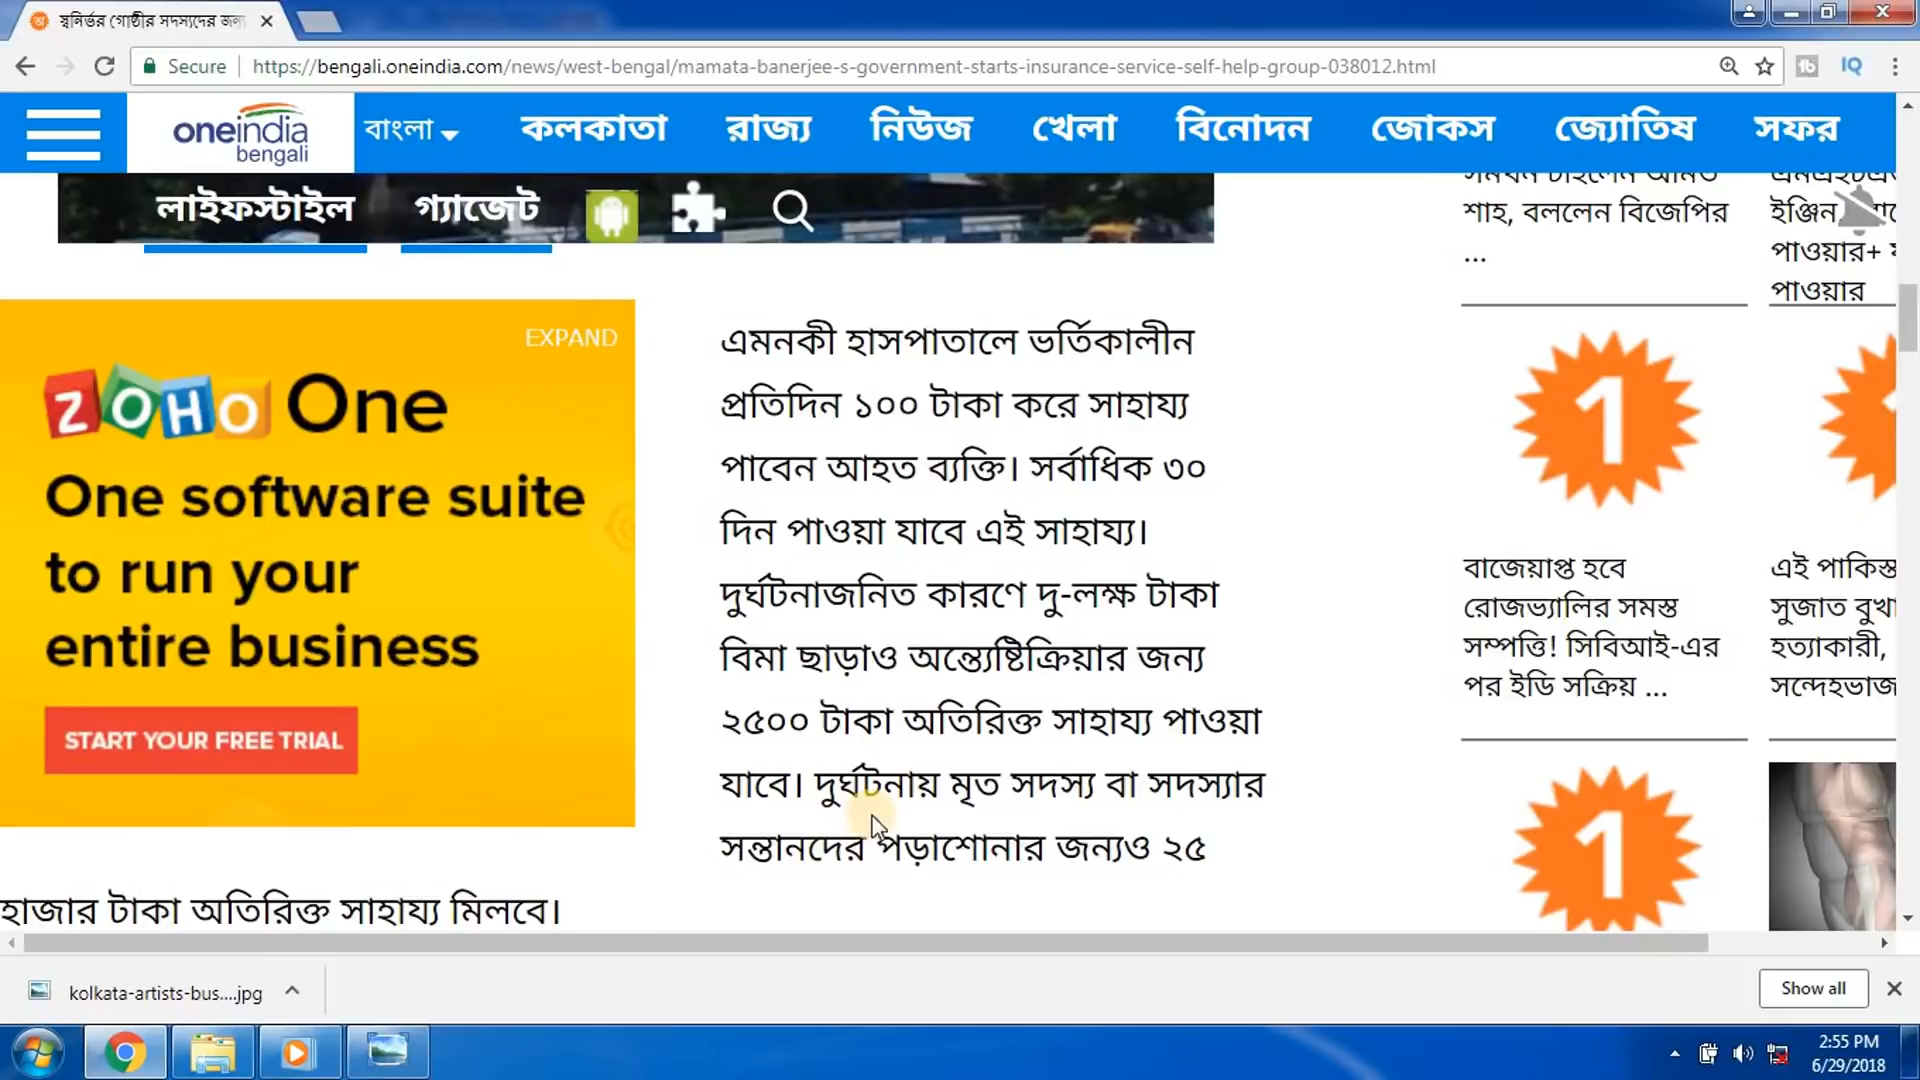 স্বনির্ভর গোষ্ঠীর সদস্যদের জন্য
Secure
https://bengali.oneindia.com/news/west-bengal/mamata-banerjee-s-government-starts-insurance-service-self-help-group-038012.html
oneindia
bengali
বাংলা
কলকাতা
রাজ্য
নিউজ
খেলা
বিনোদন
জোকস
জ্যোতিষ
সফর
লাইফস্টাইল
গ্যাজেট
EXPAND
ZOHO One
One software suite
to run your
entire business
START YOUR FREE TRIAL
এমনকী হাসপাতালে ভর্তিকালীন
প্রতিদিন ১০০ টাকা করে সাহায্য
পাবেন আহত ব্যক্তি। সর্বাধিক ৩০
দিন পাওয়া যাবে এই সাহায্য।
দুর্ঘটনাজনিত কারণে দু-লক্ষ টাকা
বিমা ছাড়াও অন্ত্যেষ্টিক্রিয়ার জন্য
২৫০০ টাকা অতিরিক্ত সাহায্য পাওয়া
যাবে। দুর্ঘটনায় মৃত সদস্য বা সদস্যার
সন্তানদের পড়াশোনার জন্যও ২৫
হাজার টাকা অতিরিক্ত সাহায্য মিলবে।
শাহ, বললেন বিজেপির
...
ইঞ্জিন,
পাওয়ার+
পাওয়ার
1
বাজেয়াপ্ত হবে
রোজভ্যালির সমস্ত
সম্পত্তি! সিবিআই-এর
পর ইডি সক্রিয় ...
এই
সুজাত
হত্যাকারী,
1
kolkata-artists-bus....jpg
Show all
2:55 PM
6/29/2018